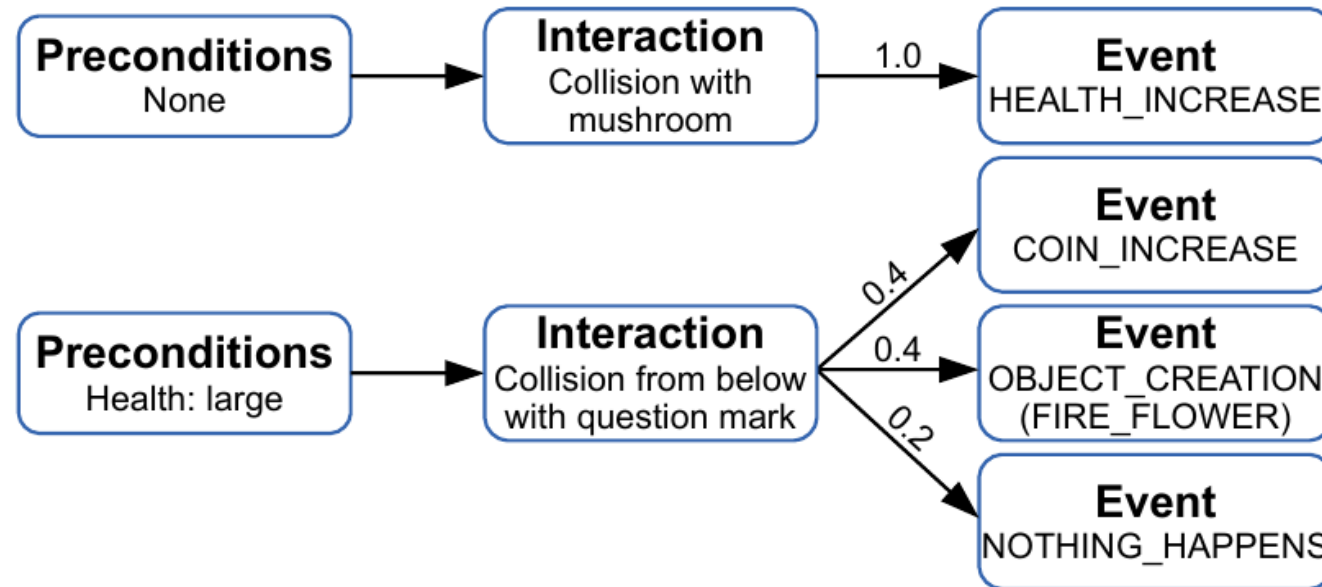 Preconditions
None
Interaction
Collision with
mushroom
1.0
Event
HEALTH_INCREASE
Preconditions
Health: large
Interaction
Collision from below
with question mark
0.4
Event
COIN_INCREASE
0.4
Event
OBJECT_CREATION
(FIRE_FLOWER)
0.2
Event
NOTHING_HAPPENS